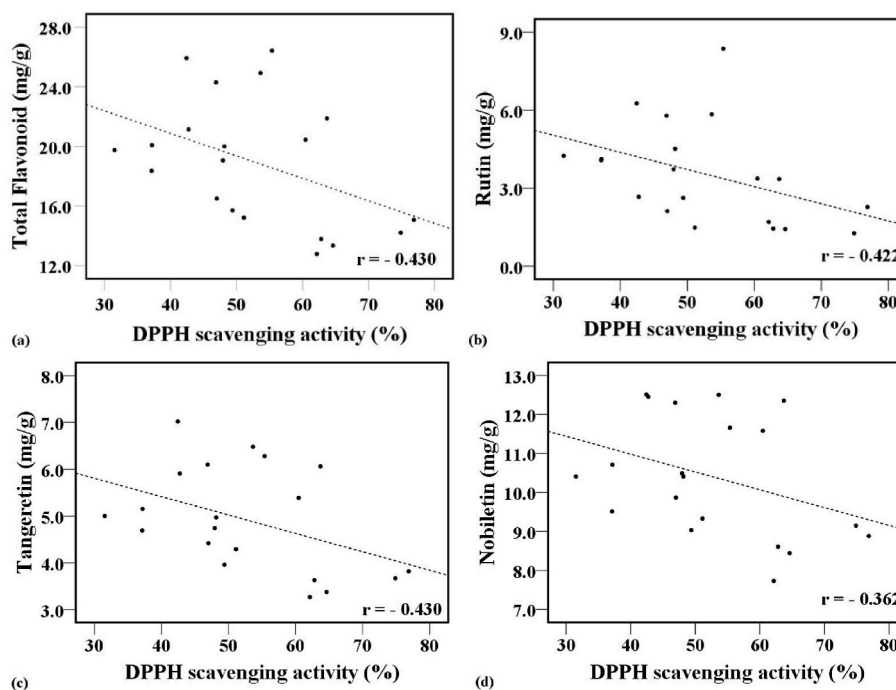 28.0
24.0
20.0
16.0
12.0
Total Flavonoid (mg/g)
r = - 0.430
30 40 50 60 70 80
DPPH scavenging activity (%)
(a)
9.0
6.0
3.0
0.0
Rutin (mg/g)
r = - 0.422
30 40 50 60 70 80
DPPH scavenging activity (%)
(b)
8.0
7.0
6.0
5.0
4.0
3.0
Tangeretin (mg/g)
r = - 0.430
30 40 50 60 70 80
DPPH scavenging activity (%)
(c)
13.0
12.0
11.0
10.0
9.0
8.0
7.0
Nobiletin (mg/g)
r = - 0.362
30 40 50 60 70 80
DPPH scavenging activity (%)
(d)